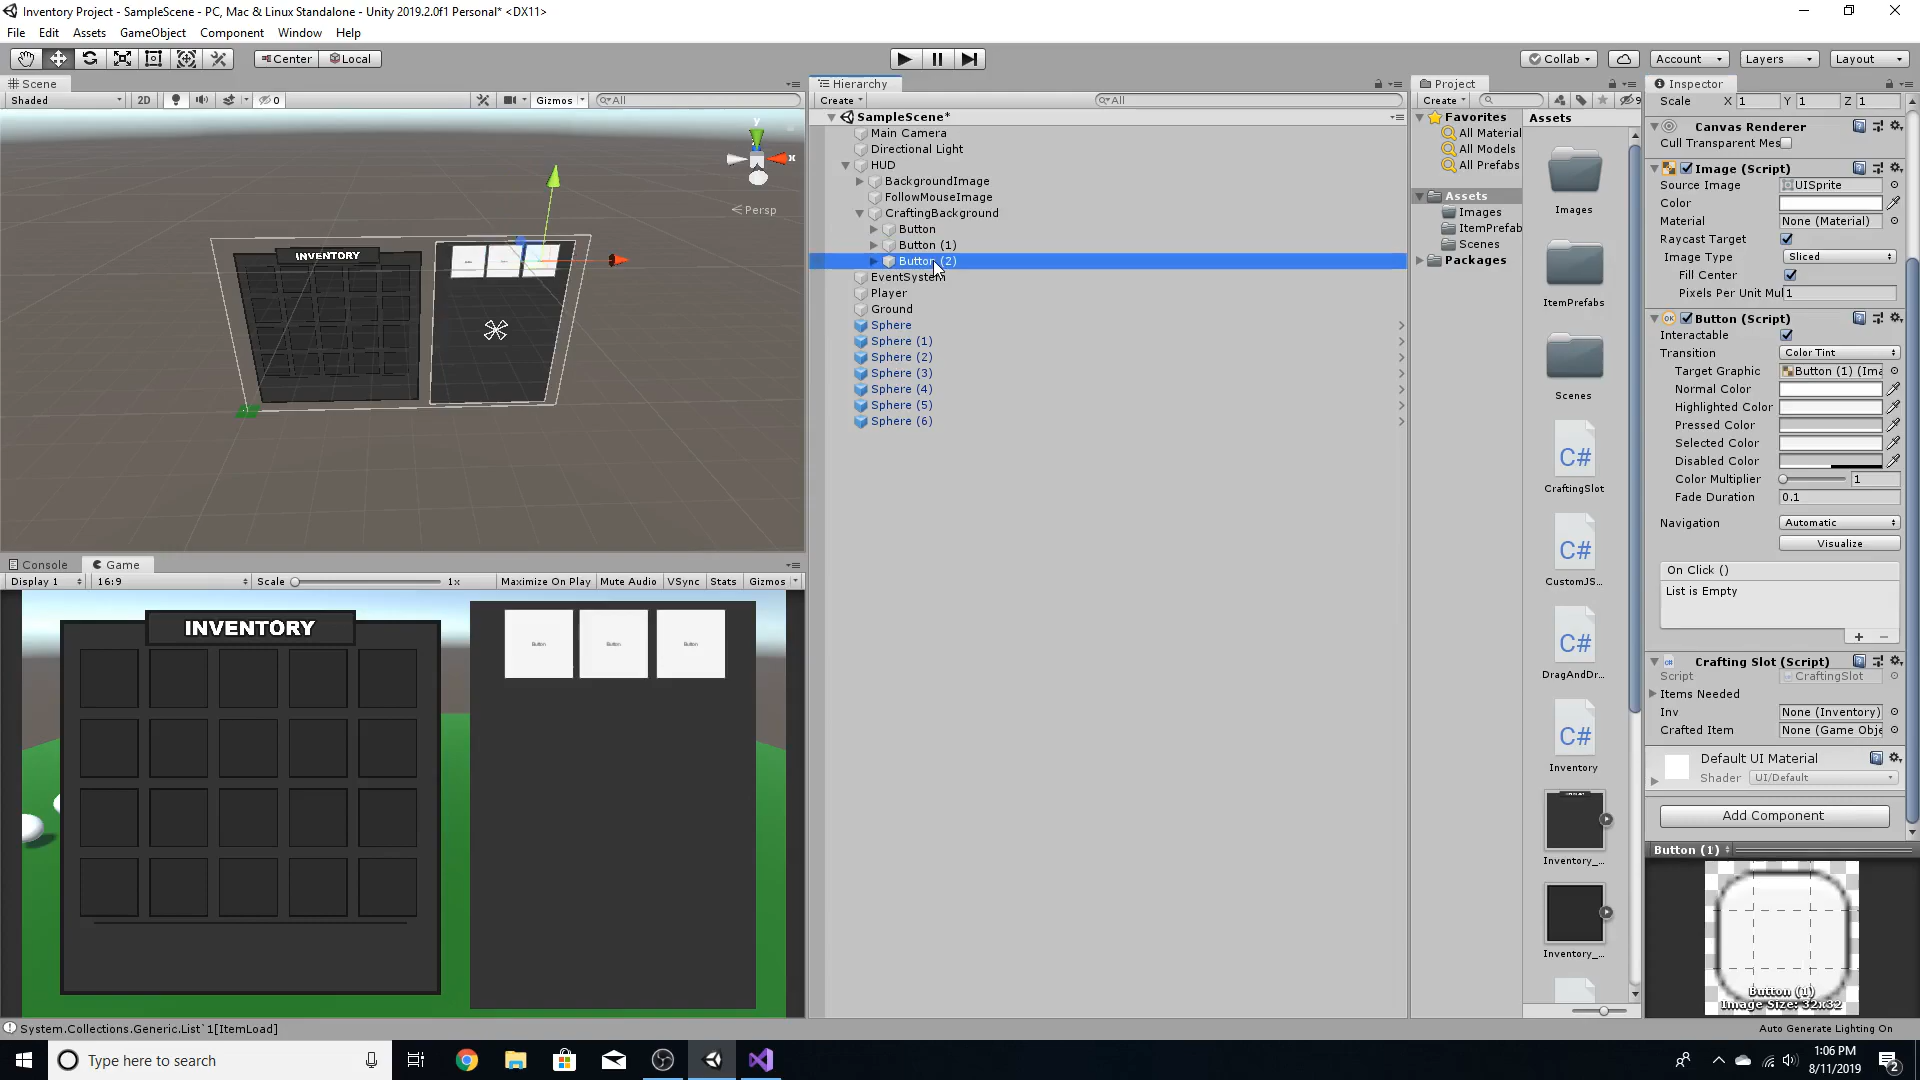 Inventory Project - SampleScene - PC, Mac & Linux Standalone - Unity 2019.2.0f1 Personal* <DX11>
File Edit Assets GameObject Component Window Help
Center Local
Collab Account Layers Layout
Scene
Shaded 2D 0 Gizmos All
y
x
Persp
INVENTORY
Console Game
Display 1 16:9 Scale 1x Maximize On Play Mute Audio VSync Stats Gizmos
INVENTORY
Button Button Button
Hierarchy
Create All
SampleScene*
Main Camera
Directional Light
HUD
BackgroundImage
FollowMouseImage
CraftingBackground
Button
Button (1)
Button (2)
EventSystem
Player
Ground
Sphere
Sphere (1)
Sphere (2)
Sphere (3)
Sphere (4)
Sphere (5)
Sphere (6)
Project
Create 9
Favorites
All Material
All Models
All Prefabs
Assets
Images
ItemPrefab
Scenes
Packages
Assets
Images
ItemPrefabs
Scenes
C#
CraftingSlot
C#
CustomJS...
C#
DragAndDr...
C#
Inventory
Inventory_...
Inventory_...
Inspector
Scale X 1 Y 1 Z 1
Canvas Renderer
Cull Transparent Mes
Image (Script)
Source Image UISprite
Color
Material None (Material)
Raycast Target
Image Type Sliced
Fill Center
Pixels Per Unit Mul 1
Button (Script)
Interactable
Transition Color Tint
Target Graphic Button (1) (Ima
Normal Color
Highlighted Color
Pressed Color
Selected Color
Disabled Color
Color Multiplier 1
Fade Duration 0.1
Navigation Automatic
Visualize
On Click ()
List is Empty
Crafting Slot (Script)
Script CraftingSlot
Items Needed
Inv None (Inventory)
Crafted Item None (Game Obje
Default UI Material
Shader UI/Default
Add Component
Button (1)
Button (1)
Image Size: 32x32
System.Collections.Generic.List`1[ItemLoad]
Auto Generate Lighting On
Type here to search
1:06 PM
8/11/2019
2